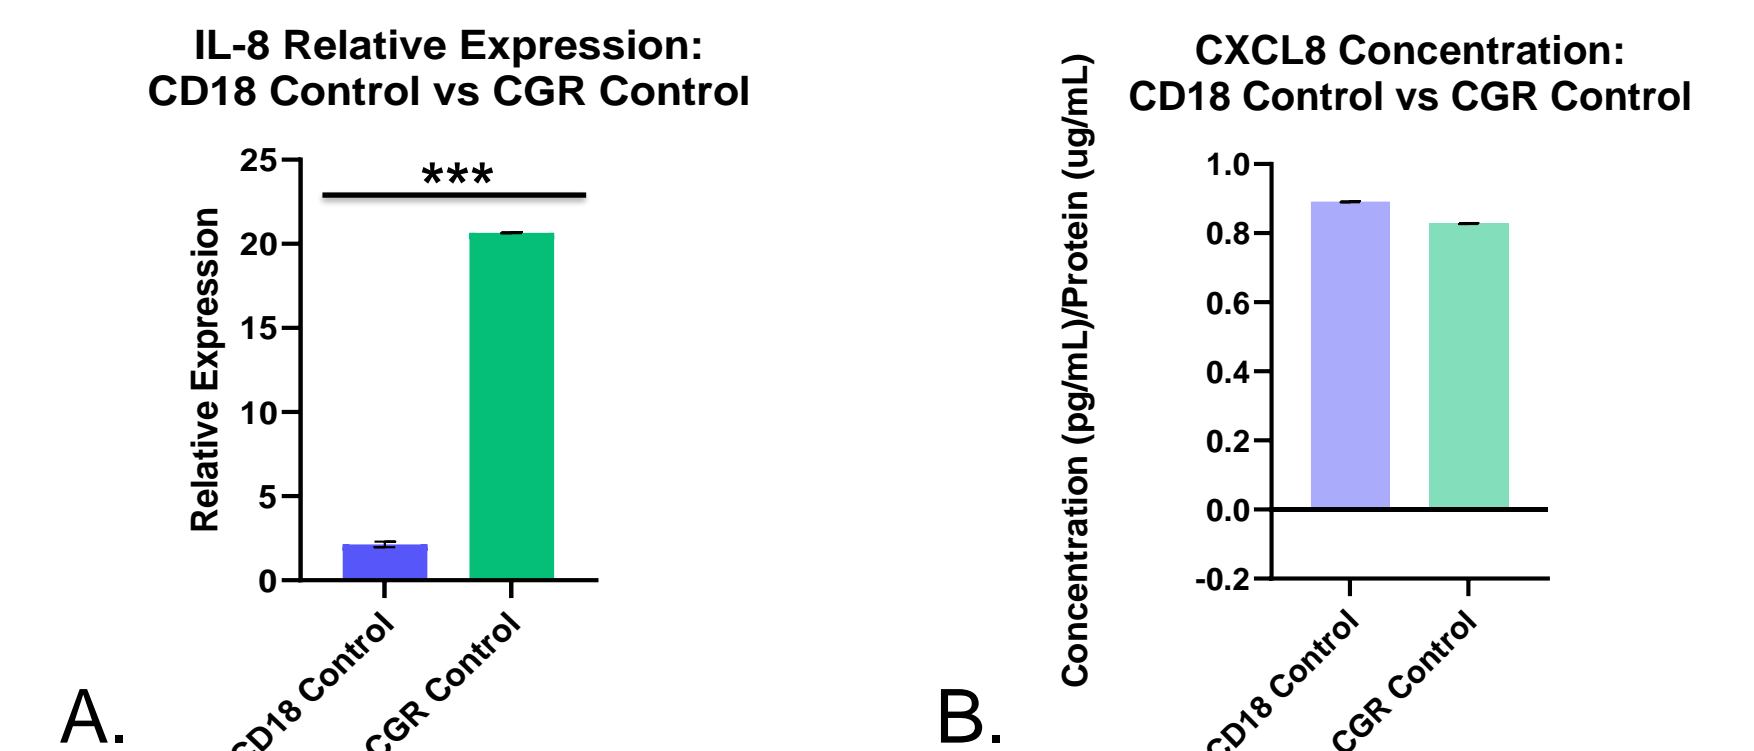 IL-8 Relative Expression:
CD18 Control vs CGR Control
25
20
15
10
5
0
Relative Expression
***
CD18 Control
CGR Control
A.
CXCL8 Concentration:
CD18 Control vs CGR Control
1.0
0.8
0.6
0.4
0.2
0.0
-0.2
Concentration (pg/mL)/Protein (ug/mL)
CD18 Control
CGR Control
B.